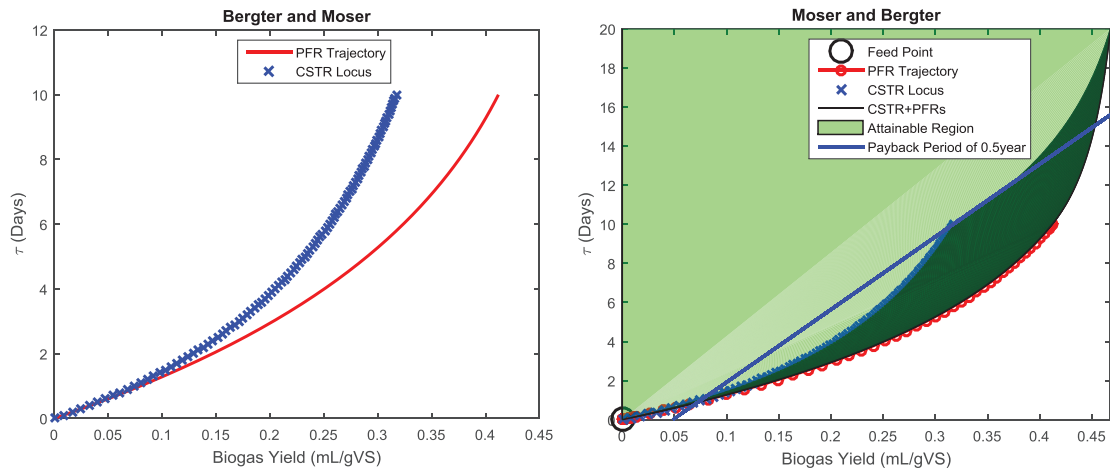 Bergter and Moser
PFR Trajectory
CSTR Locus
12
10
8
6
4
2
0
τ (Days)
0
0.05
0.1
0.15
0.2
0.25
0.3
0.35
0.4
0.45
Biogas Yield (mL/gVS)
Moser and Bergter
Feed Point
PFR Trajectory
CSTR Locus
CSTR+PFRs
Attainable Region
Payback Period of 0.5year
20
18
16
14
12
10
8
6
4
2
0
τ (Days)
0
0.05
0.1
0.15
0.2
0.25
0.3
0.35
0.4
0.45
Biogas Yield (mL/gVS)